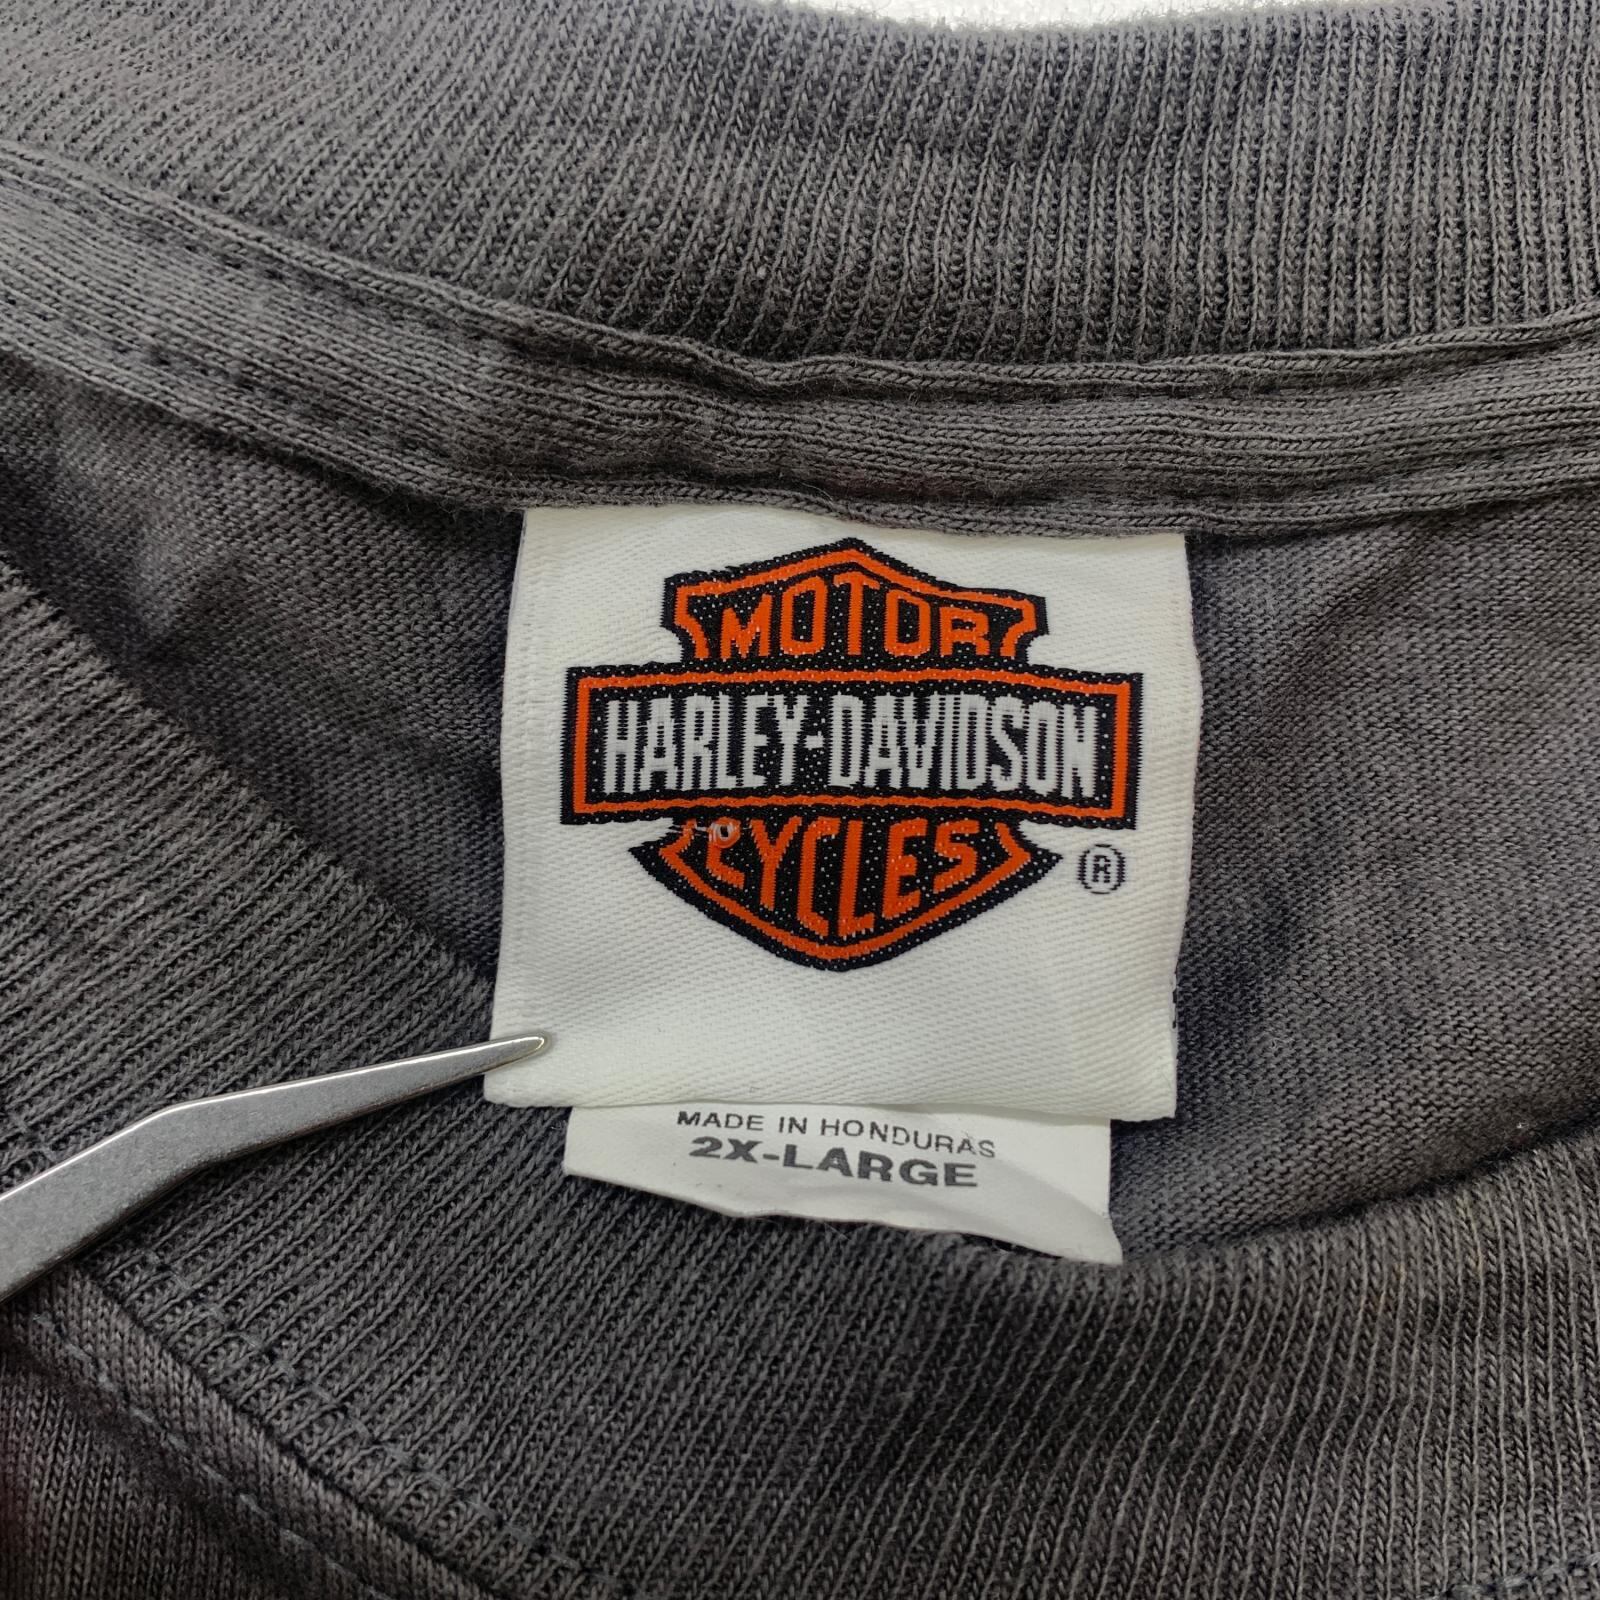 MOTOR
HARLEY-DAVIDSON
CYCLES
®
MADE IN HONDURAS
2X-LARGE